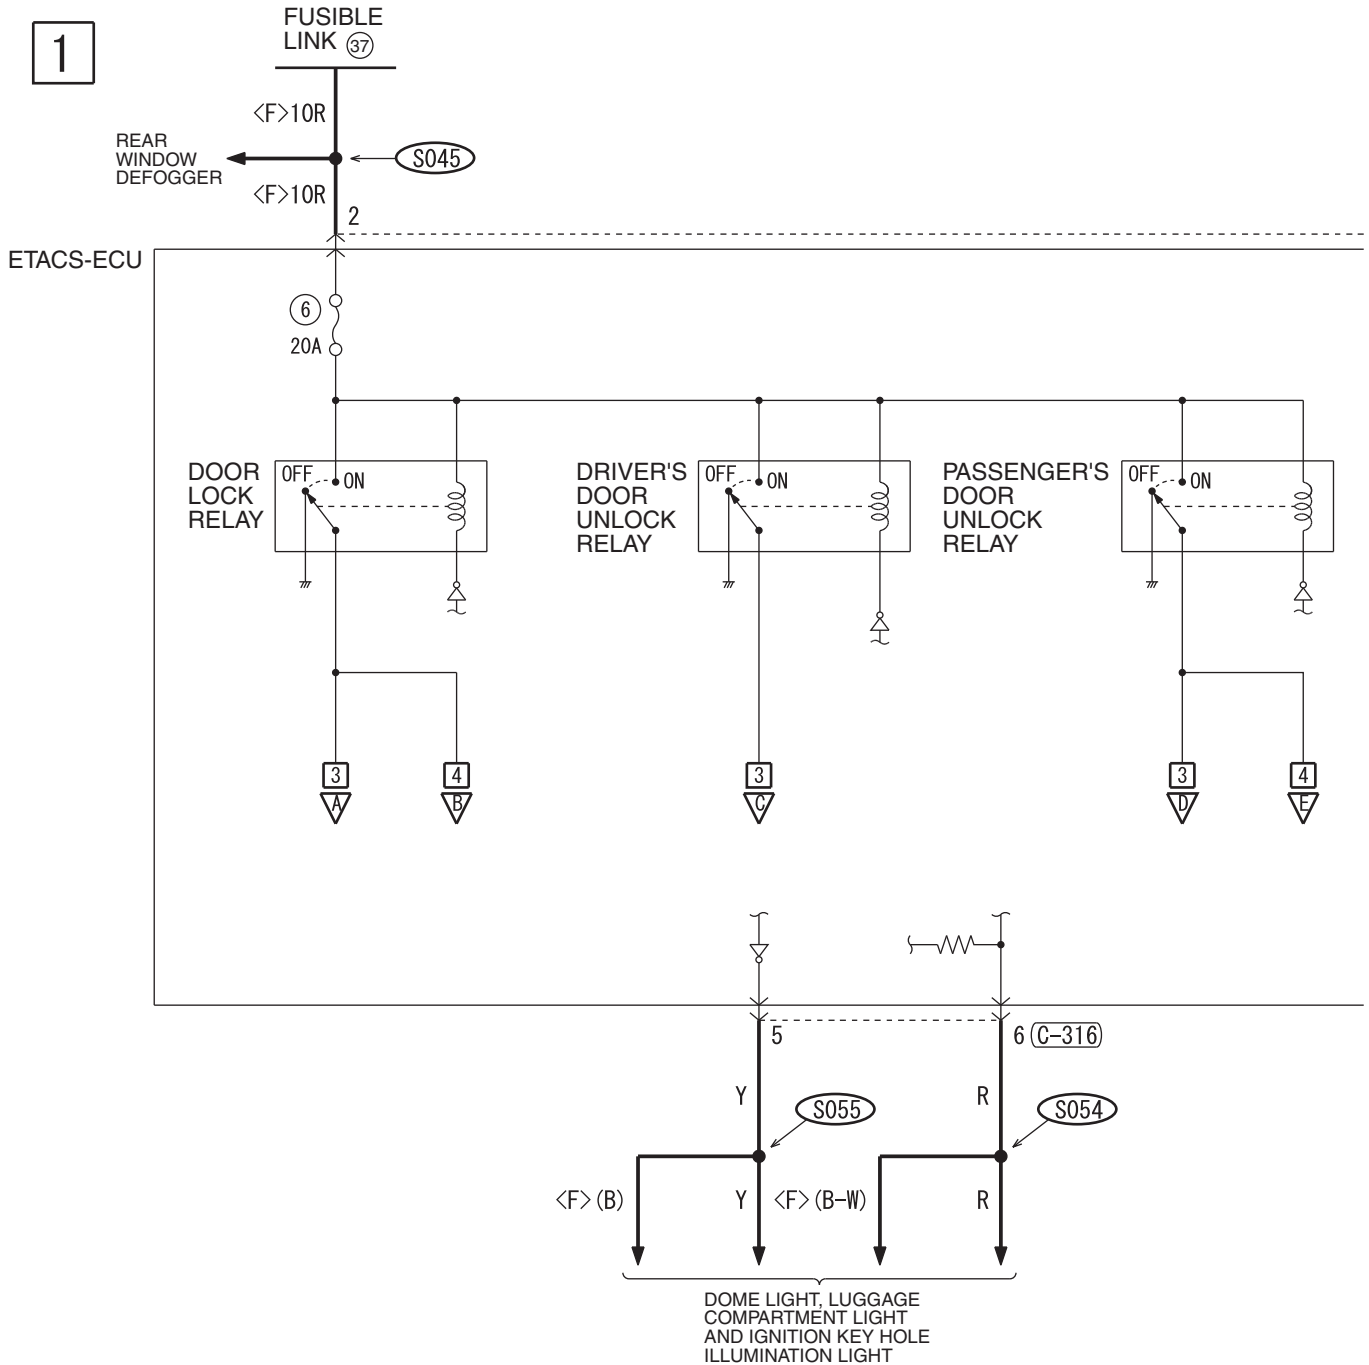 1
FUSIBLE
LINK 37
<F>10R
REAR
WINDOW
DEFOGGER
S045
<F>10R
2
ETACS-ECU
6
20A
DOOR
LOCK
RELAY
OFF
ON
DRIVER'S
DOOR
UNLOCK
RELAY
OFF
ON
PASSENGER'S
DOOR
UNLOCK
RELAY
OFF
ON
3
A
4
B
3
C
3
D
4
E
5
6 C-316
Y
S055
R
S054
<F>(B)
Y
<F>(B-W)
R
DOME LIGHT, LUGGAGE
COMPARTMENT LIGHT
AND IGNITION KEY HOLE
ILLUMINATION LIGHT